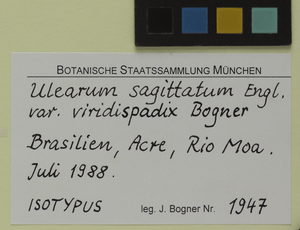 BOTANISCHE STAATSSAMMLUNG MÜNCHEN
Ulearum sagittatum Engl.
var. viridispadix Bogner
Brasilien, Acre, Rio Moa.
Juli 1988.
ISOTYPUS leg. J. Bogner Nr. 1947